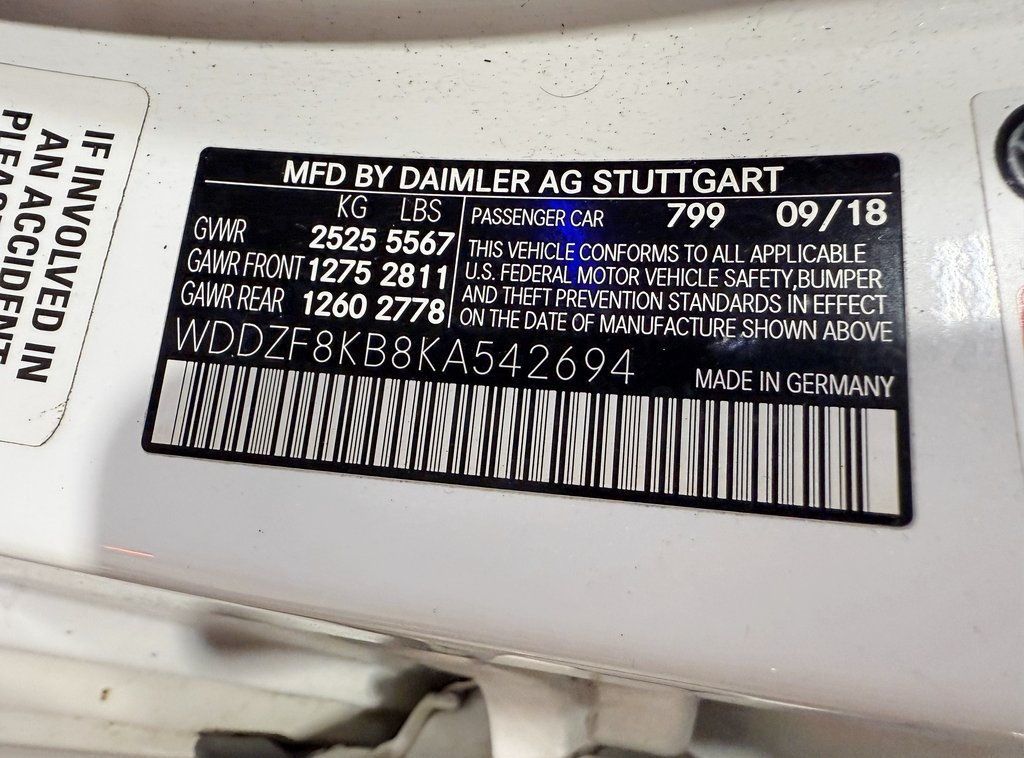 IF INVOLVED IN
AN ACCIDENT
MFD BY DAIMLER AG STUTTGART
KG LBS
GVWR 2525 5567
GAWR FRONT 1275 2811
GAWR REAR 1260 2778
PASSENGER CAR 799 09/18
THIS VEHICLE CONFORMS TO ALL APPLICABLE
U.S. FEDERAL MOTOR VEHICLE SAFETY, BUMPER
AND THEFT PREVENTION STANDARDS IN EFFECT
ON THE DATE OF MANUFACTURE SHOWN ABOVE
WDDZF8KB8KA542694
MADE IN GERMANY